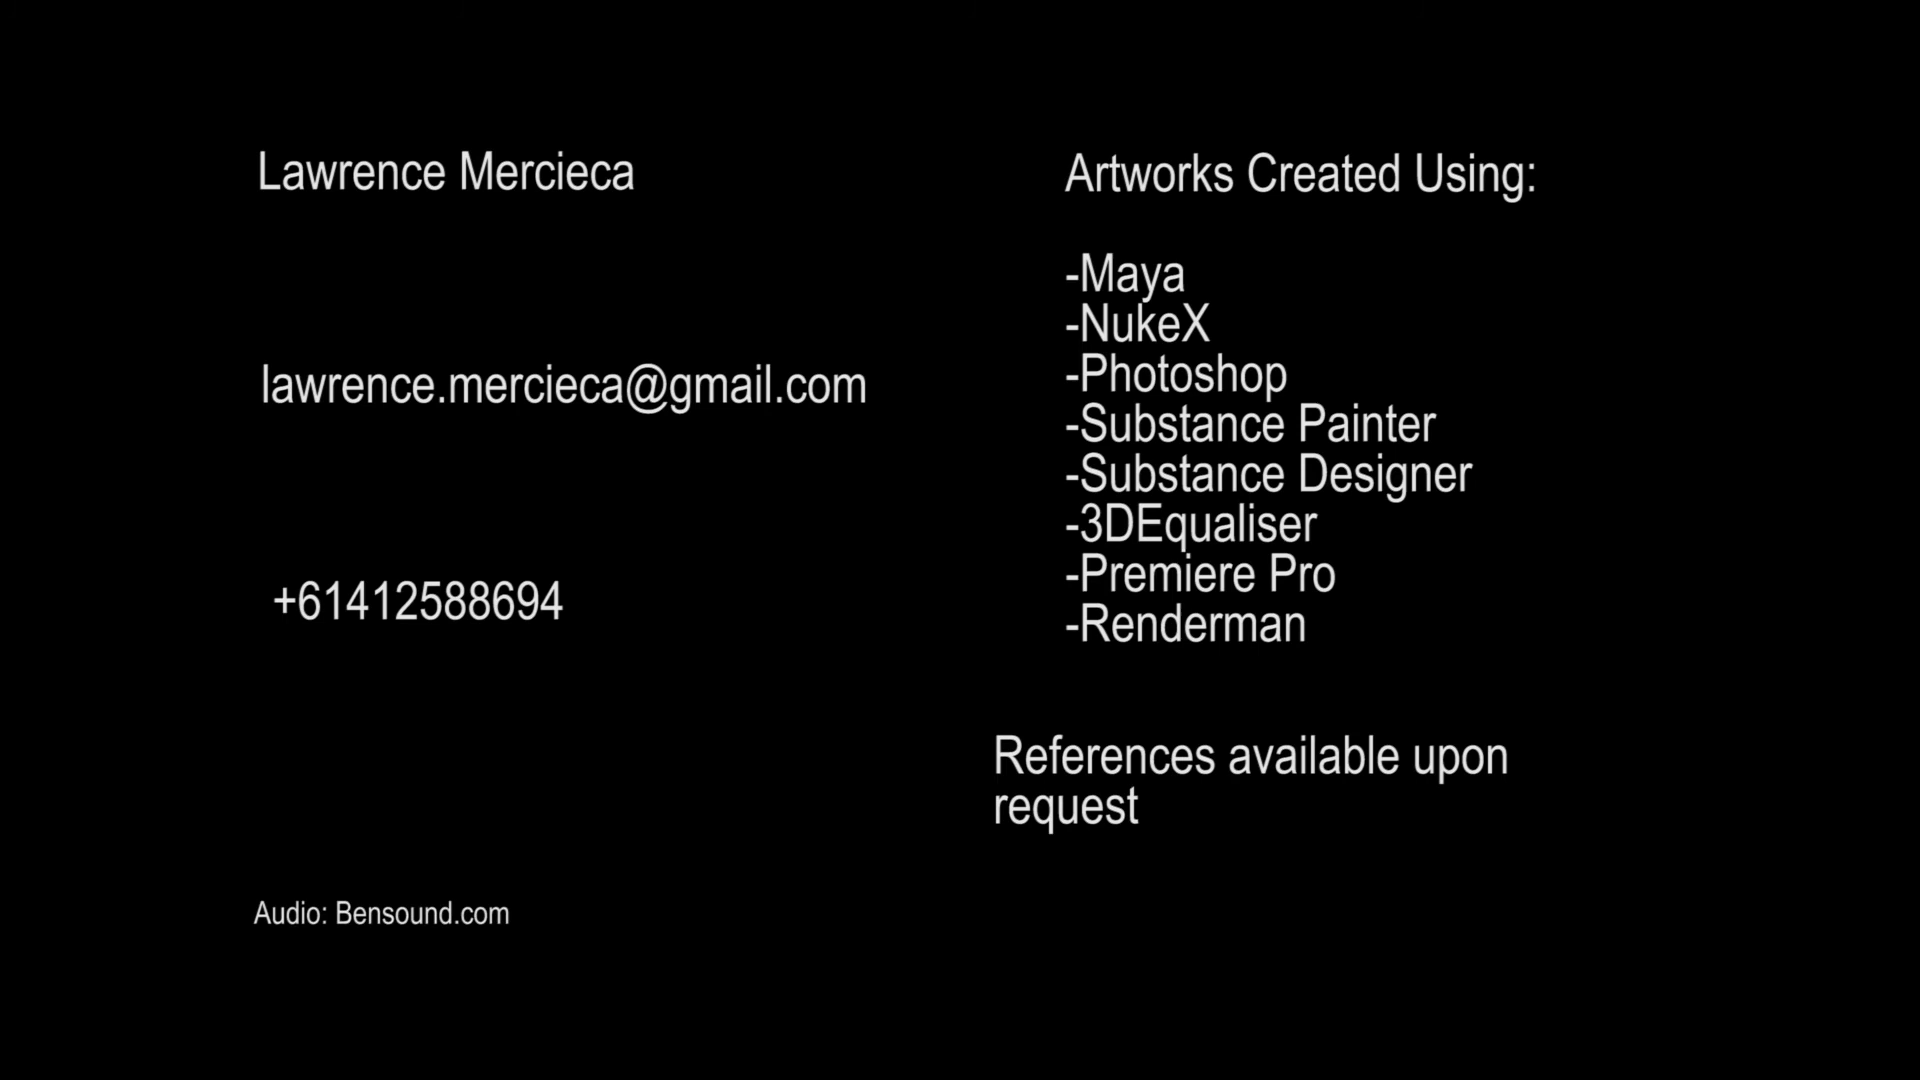 Lawrence Mercieca
lawrence.mercieca@gmail.com
+61412588694
Audio: Bensound.com
Artworks Created Using:
-Maya
-NukeX
-Photoshop
-Substance Painter
-Substance Designer
-3DEqualiser
-Premiere Pro
-Renderman
References available upon
request